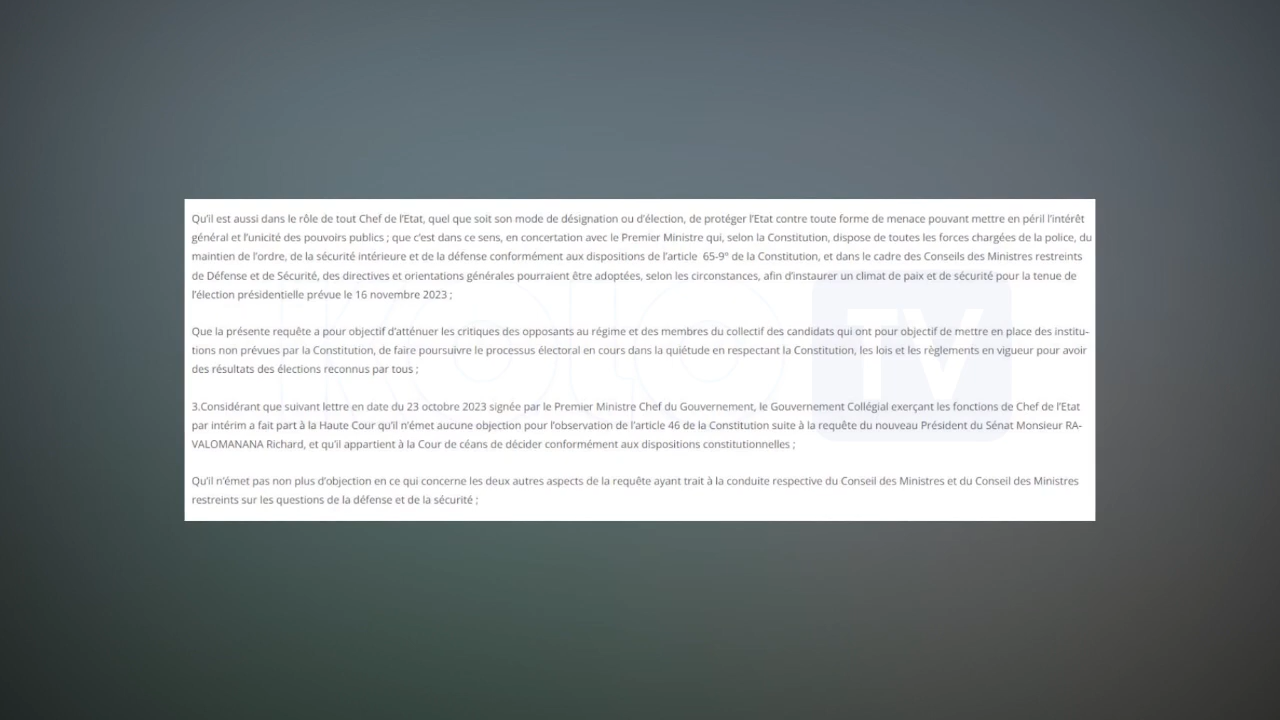 Qu'il est aussi dans le rôle de tout Chef de l'Etat, quel que soit son mode de désignation ou d'élection, de protéger l'Etat contre toute forme de menace pouvant mettre en péril l'intérêt
général et l'unicité des pouvoirs publics ; que c'est dans ce sens, en concertation avec le Premier Ministre qui, selon la Constitution, dispose de toutes les forces chargées de la police, du
maintien de l'ordre, de la sécurité intérieure et de la défense conformément aux dispositions de l'article 65-9° de la Constitution, et dans le cadre des Conseils des Ministres restreints
de Défense et de Sécurité, des directives et orientations générales pourraient être adoptées, selon les circonstances, afin d'instaurer un climat de paix et de sécurité pour la tenue de
l'élection présidentielle prévue le 16 novembre 2023 ;
Que la présente requête a pour objectif d'atténuer les critiques des opposants au régime et des membres du collectif des candidats qui ont pour objectif de mettre en place des institu-
tions non prévues par la Constitution, de faire poursuivre le processus électoral en cours dans la quiétude en respectant la Constitution, les lois et les règlements en vigueur pour avoir
des résultats des élections reconnus par tous ;
3.Considérant que suivant lettre en date du 23 octobre 2023 signée par le Premier Ministre Chef du Gouvernement, le Gouvernement Collégial exerçant les fonctions de Chef de l'Etat
par intérim a fait part à la Haute Cour qu'il n'émet aucune objection pour l'observation de l'article 46 de la Constitution suite à la requête du nouveau Président du Sénat Monsieur RA-
VALOMANANA Richard, et qu'il appartient à la Cour de céans de décider conformément aux dispositions constitutionnelles ;
Qu'il n'émet pas non plus d'objection en ce qui concerne les deux autres aspects de la requête ayant trait à la conduite respective du Conseil des Ministres et du Conseil des Ministres
restreints sur les questions de la défense et de la sécurité ;
KOLO TV